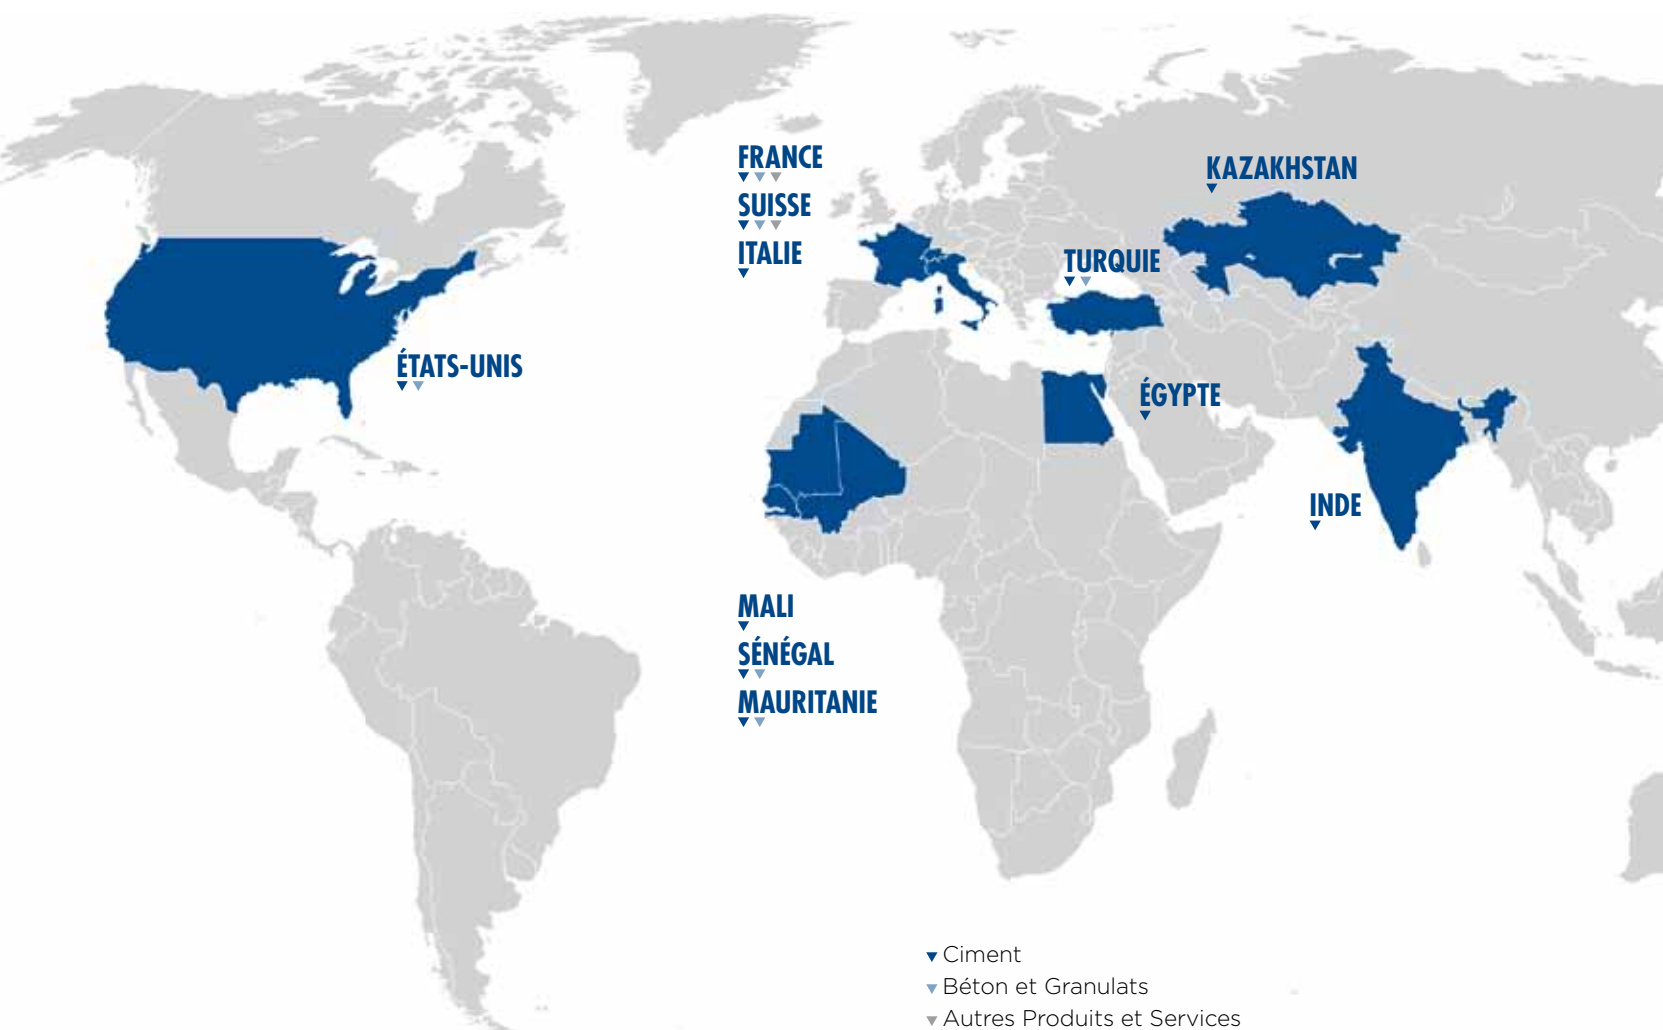 FRANCE
SUISSE
ITALIE
KAZAKHSTAN
TURQUIE
ÉTATS-UNIS
ÉGYPTE
INDE
MALI
SÉNÉGAL
MAURITANIE
Ciment
Béton et Granulats
Autres Produits et Services